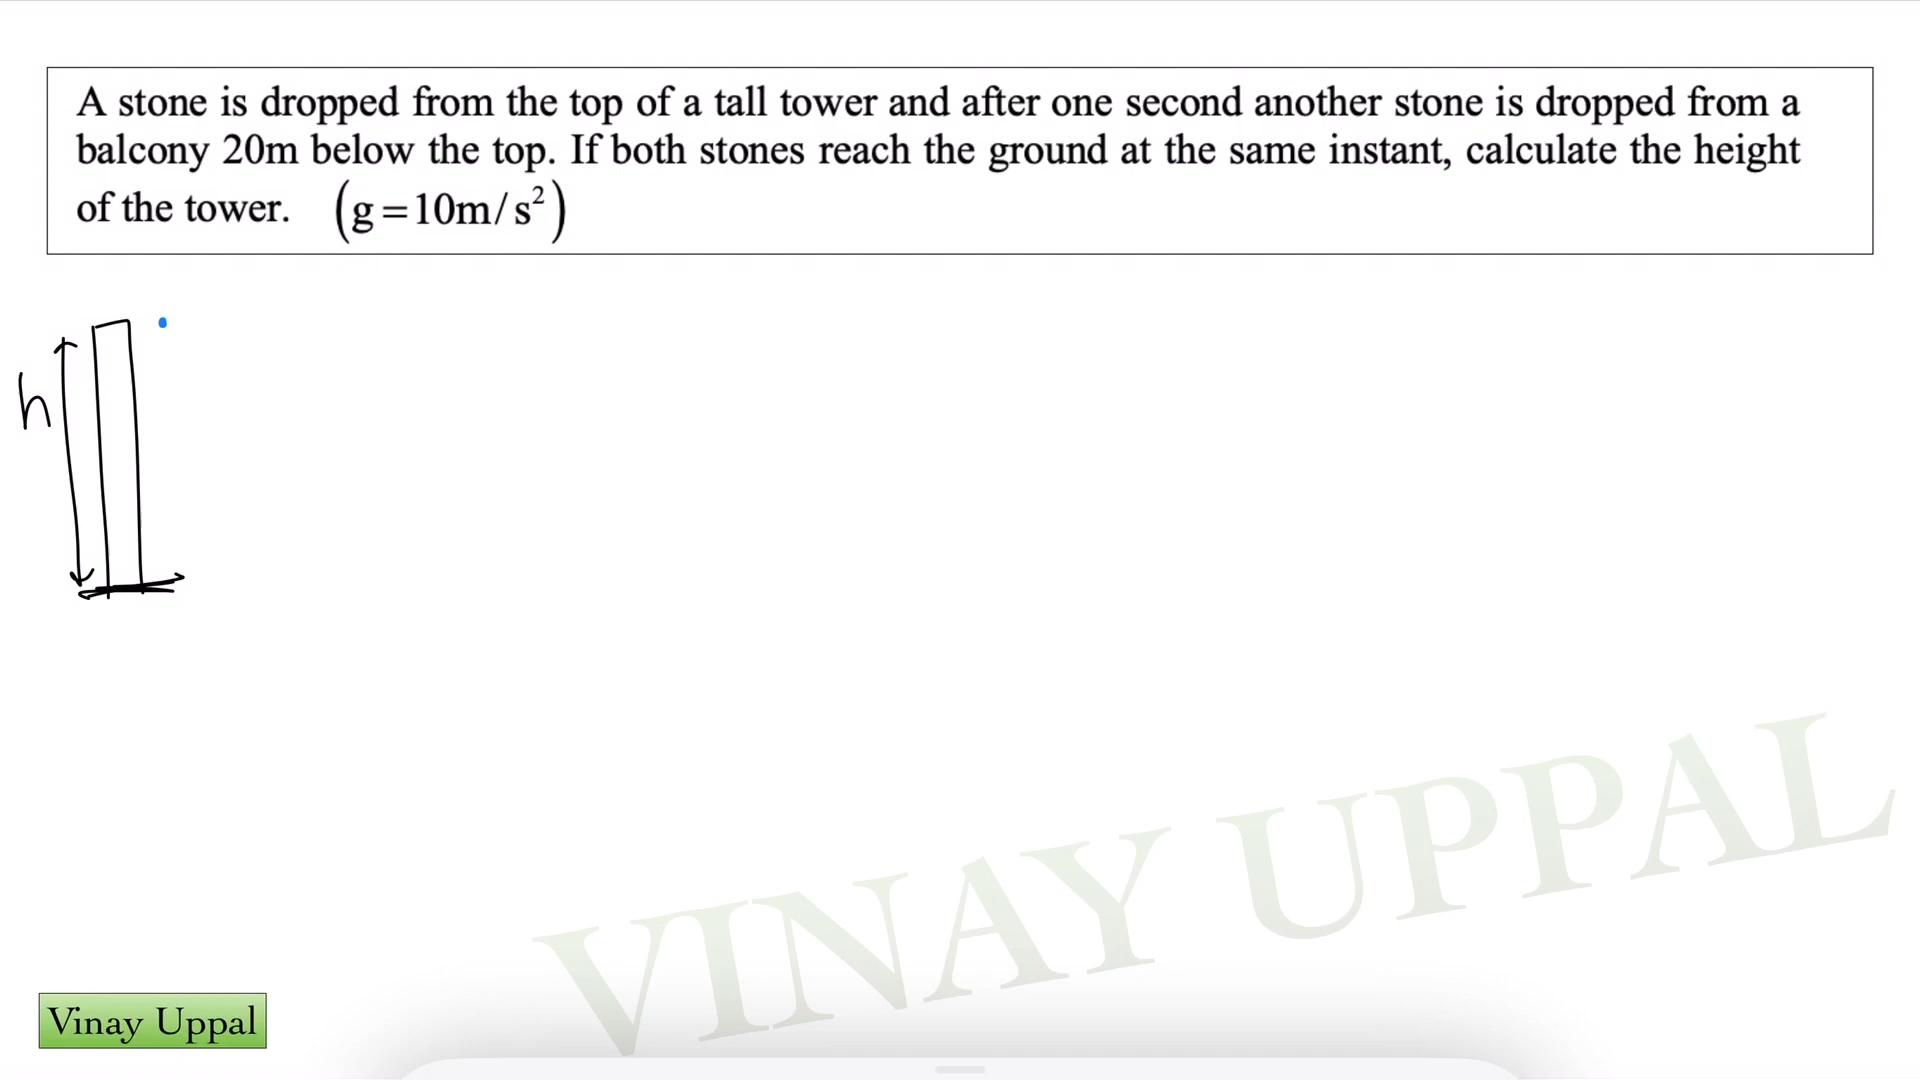 A stone is dropped from the top of a tall tower and after one second another stone is dropped from a
balcony 20m below the top. If both stones reach the ground at the same instant, calculate the height
of the tower. (g=10m/s²)
h
VINAY UPPAL
Vinay Uppal